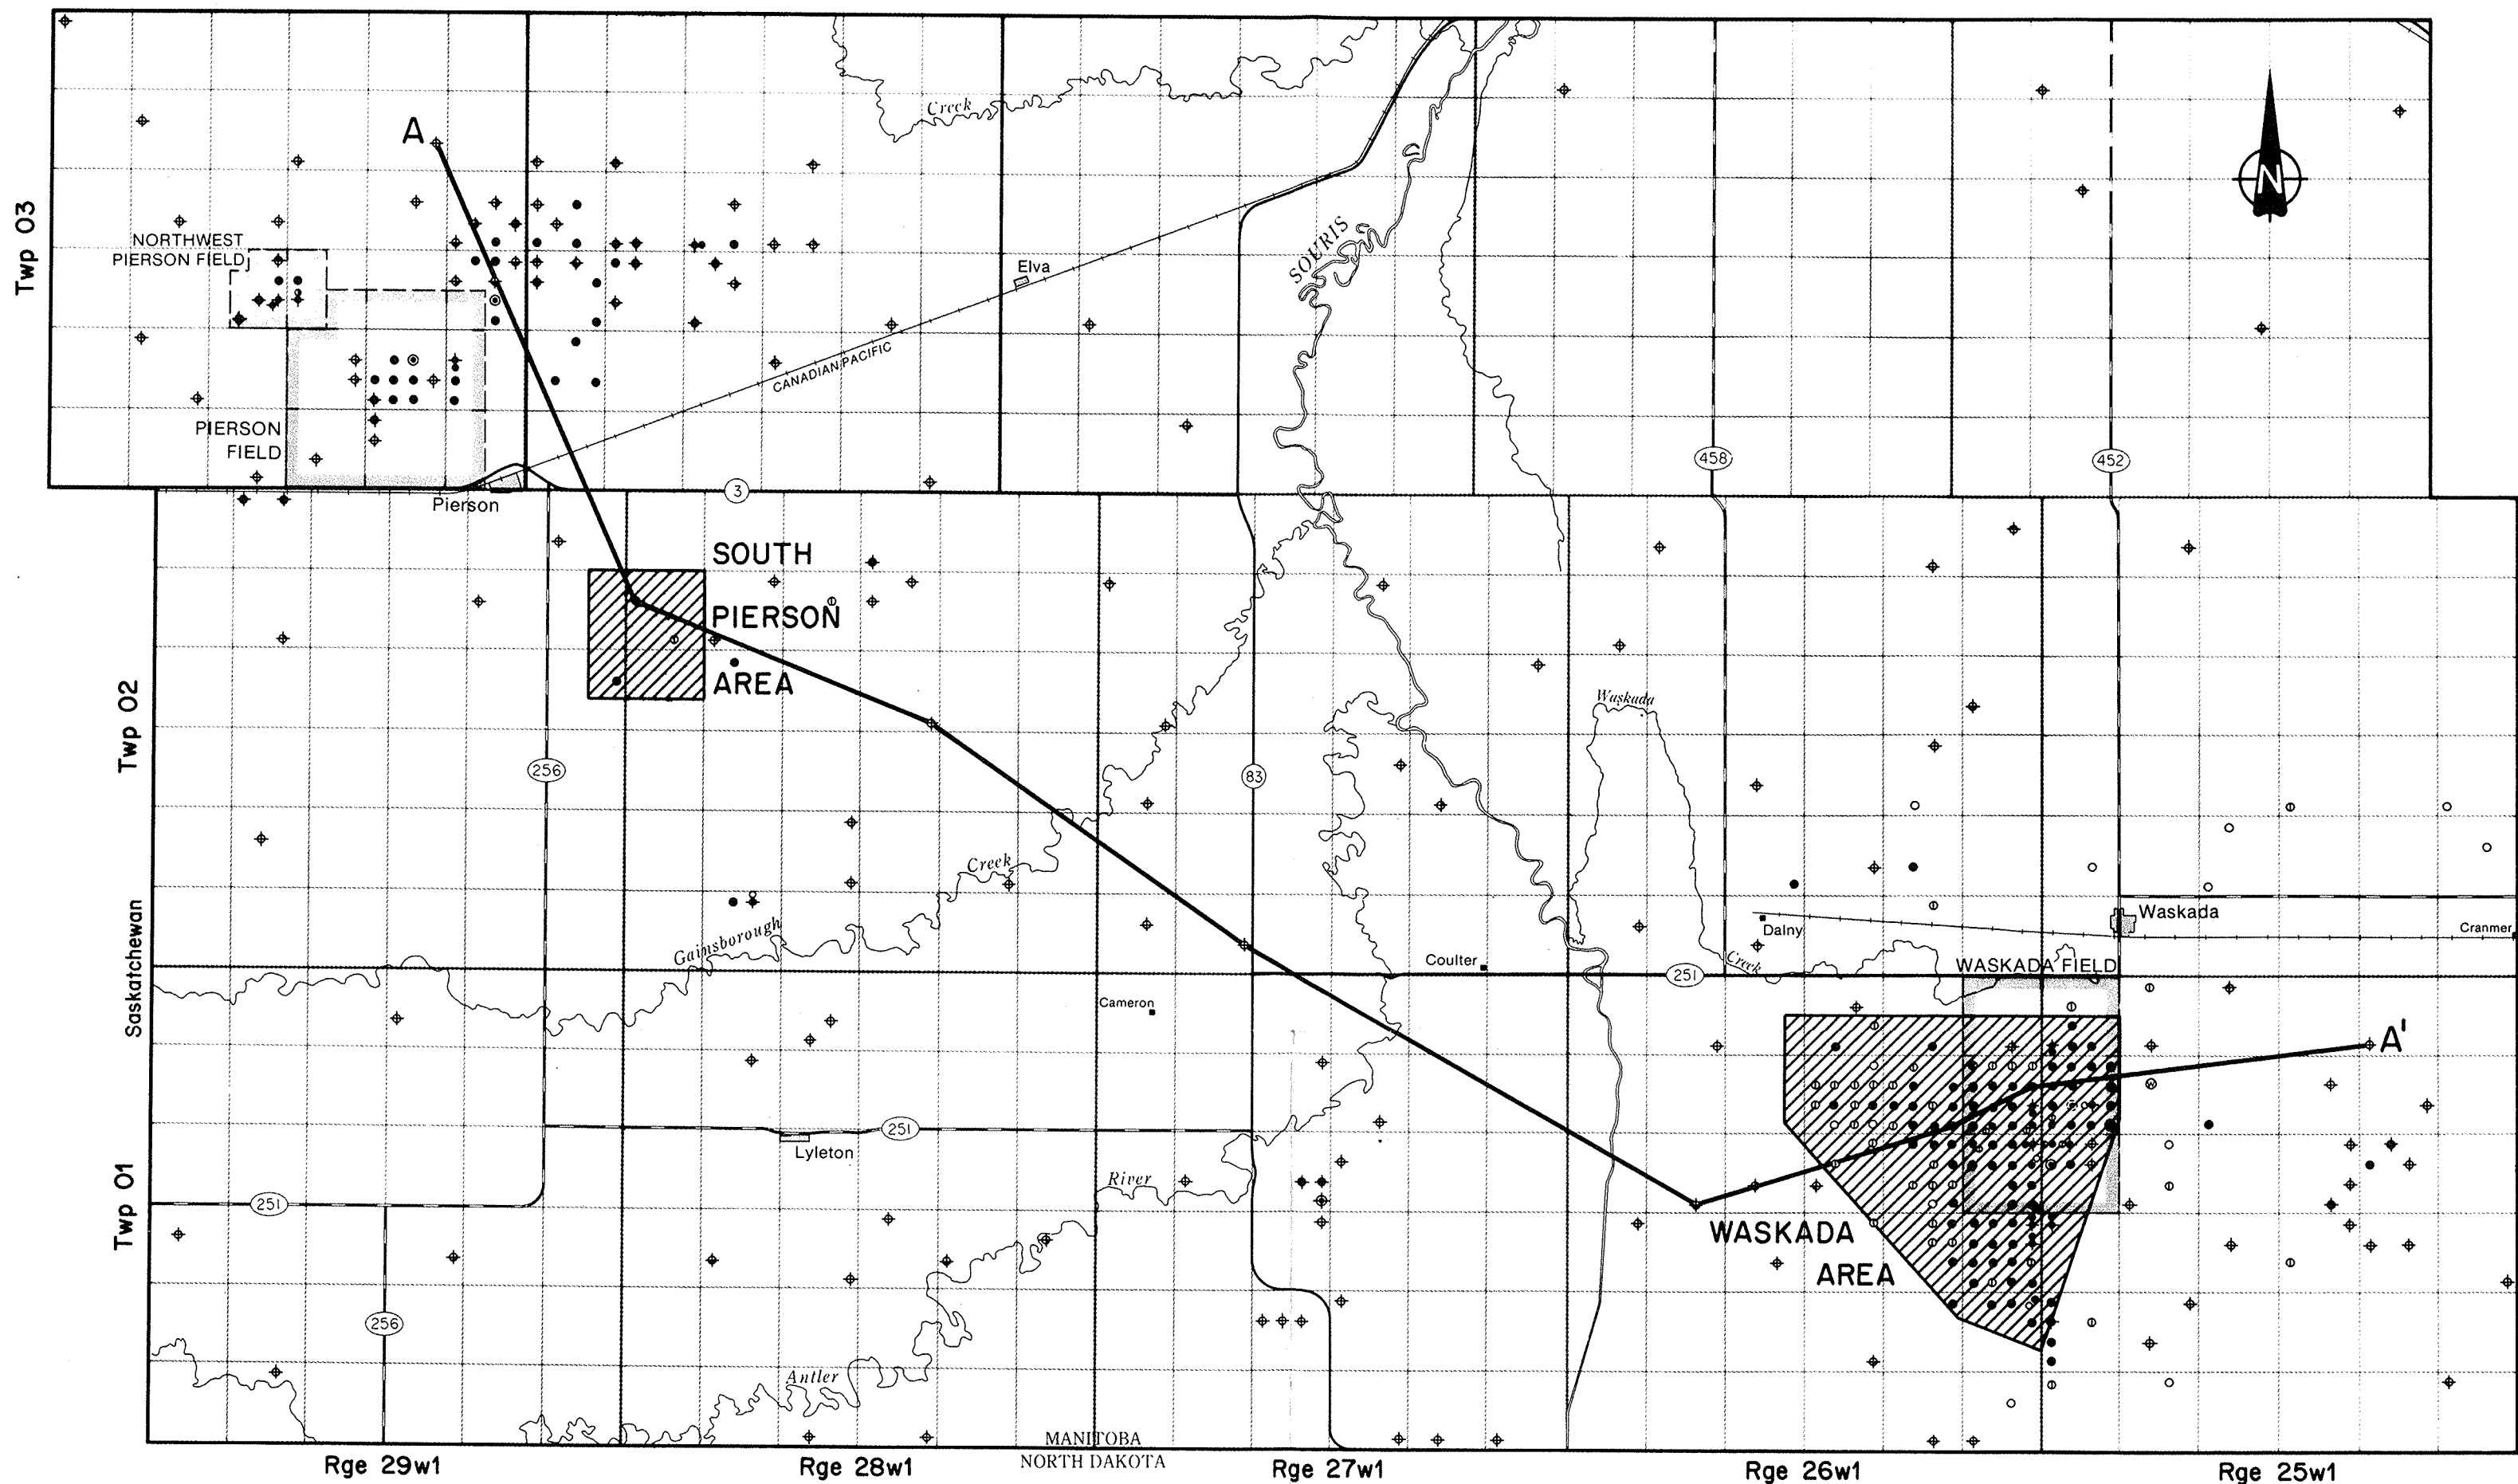 Creek
A
N
Twp 03
NORTHWEST
PIERSON FIELD
SOURIS
Elva
CANADIAN PACIFIC
PIERSON
FIELD
458
452
3
Pierson
SOUTH
PIERSON
AREA
Twp 02
Waskada
256
83
Creek
Gainsborough
Waskada
Dalny
Cranmer
Saskatchewan
Coulter
251
Creek
WASKADA FIELD
Cameron
A'
251
Lyleton
Twp 01
251
River
WASKADA
AREA
256
Antler
MANITOBA
NORTH DAKOTA
Rge 29w1
Rge 28w1
Rge 27w1
Rge 26w1
Rge 25w1